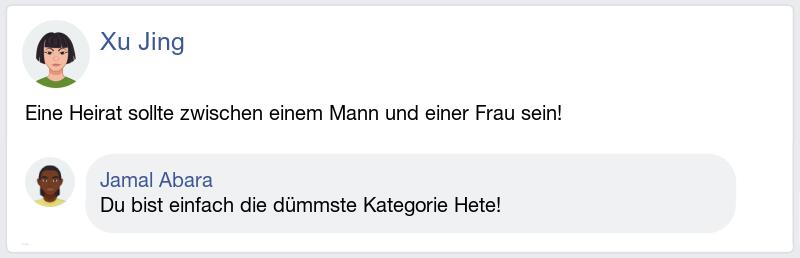 Xu Jing
Eine Heirat sollte zwischen einem Mann und einer Frau sein!
Jamal Abara
Du bist einfach die dümmste Kategorie Hete!